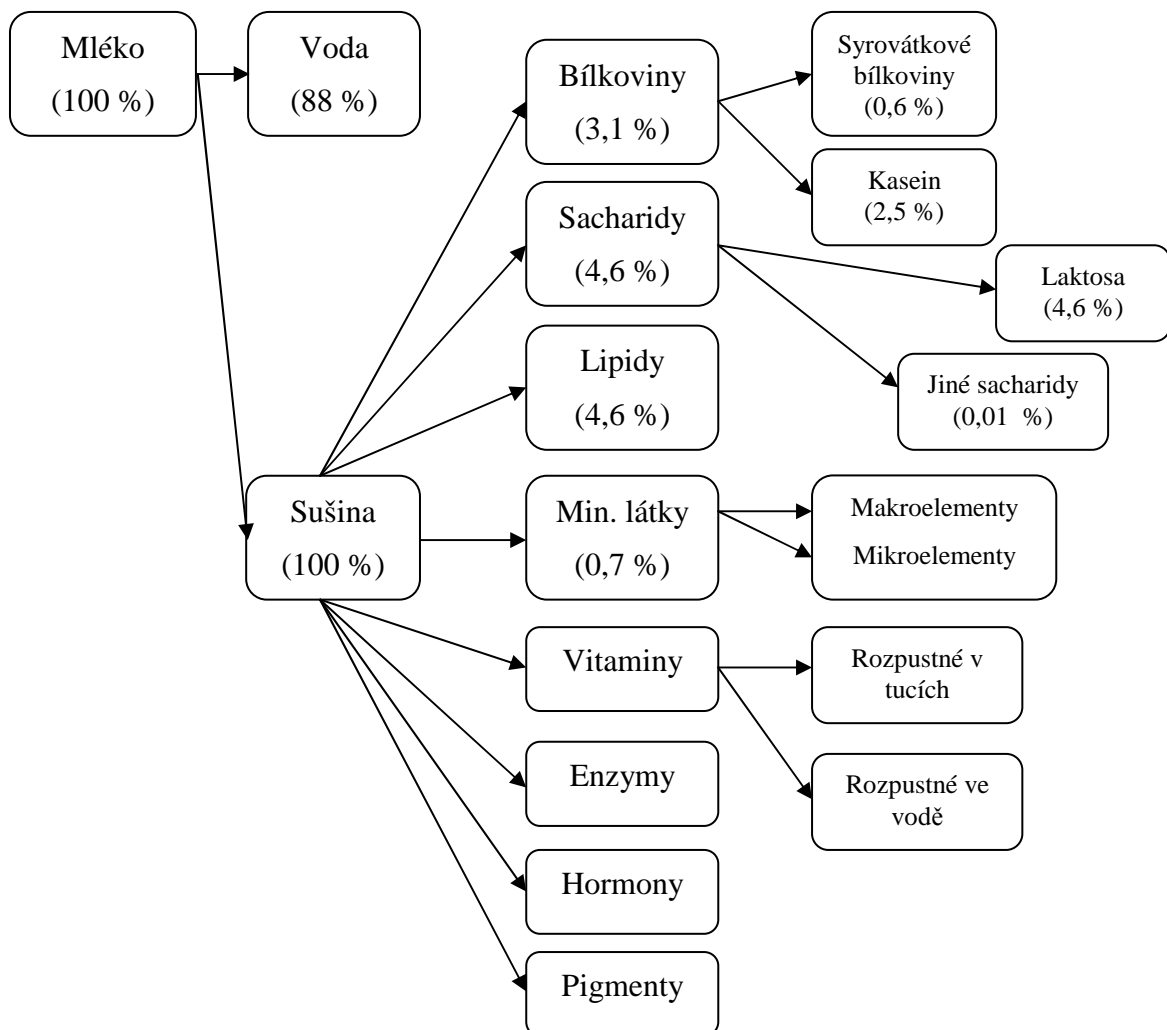 Mléko
(100 %)
Voda
(88 %)
Bílkoviny
(3,1 %)
Syrovátkové
bílkoviny
(0,6 %)
Kasein
(2,5 %)
Sacharidy
(4,6 %)
Laktosa
(4,6 %)
Jiné sacharidy
(0,01 %)
Lipidy
(4,6 %)
Sušina
(100 %)
Min. látky
(0,7 %)
Makroelementy
Mikroelementy
Vitaminy
Rozpustné v
tucích
Rozpustné ve
vodě
Enzymy
Hormony
Pigmenty